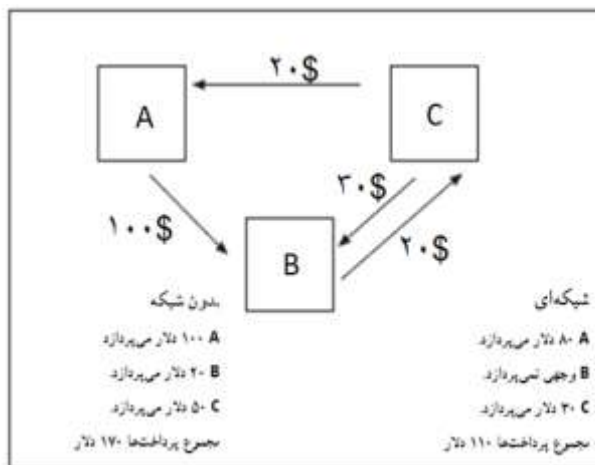 ۲۰$
A
C
۳۰$
۱۰۰$
۲۰$
B
بدون شبکه
A ۱۰۰ دلار می‌پردازد
B ۲۰ دلار می‌پردازد.
C ۵۰ دلار می‌پردازد.
مجموع پرداخت‌ها ۱۷۰ دلار
شبکه‌ای
A ۸۰ دلار می‌پردازد.
B وجهی نمی‌پردازد.
C ۳۰ دلار می‌پردازد.
مجموع پرداخت‌ها ۱۱۰ دلار